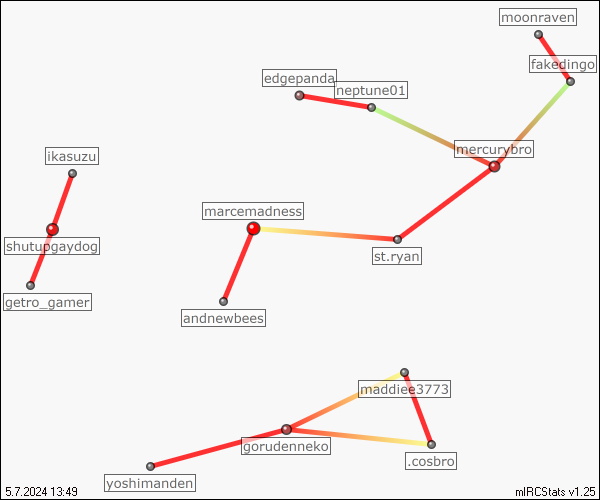 moonraven
fakedingo
edgepanda
neptune01
mercurybro
ikasuzu
marcemadness
shutupgaydog
st.ryan
getro_gamer
andnewbees
maddiee3773
gorudenneko
.cosbro
yoshimanden
5.7.2024 13:49
mIRCStats v1.25